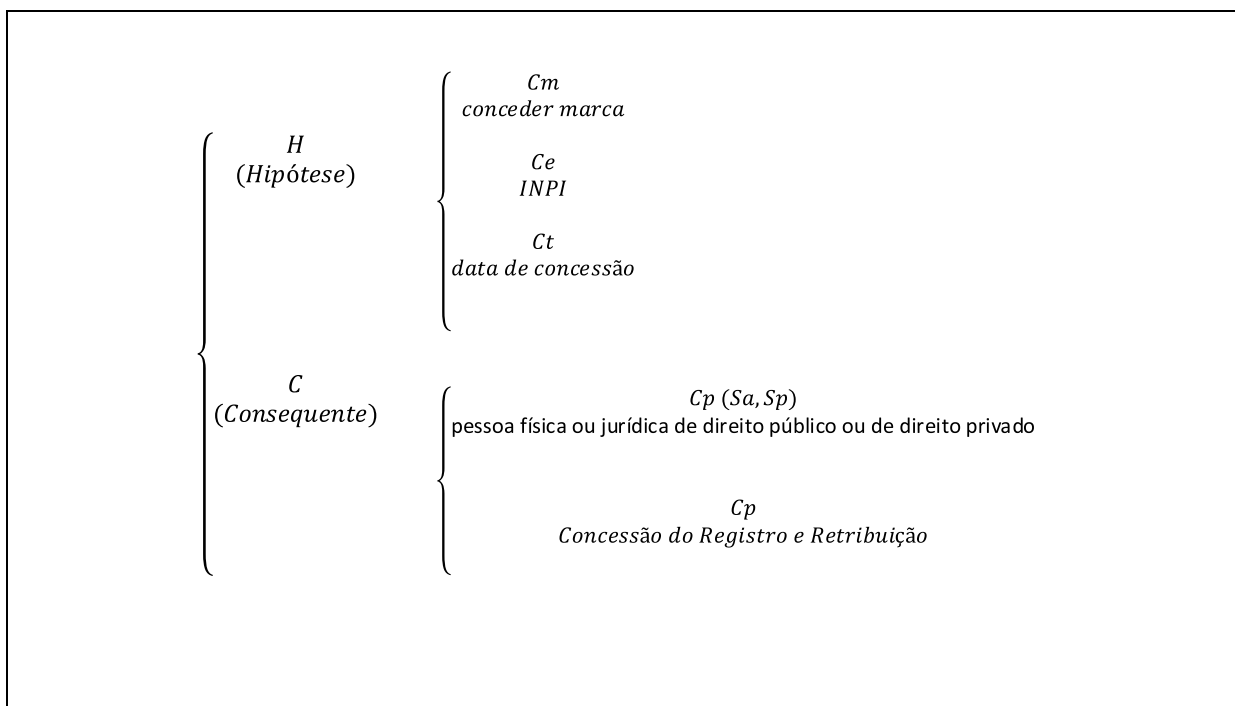 H
(Hipótese)
Cm
conceder marca
Ce
INPI
Ct
data de concessão
C
(Consequente)
Cp (Sa, Sp)
pessoa física ou jurídica de direito público ou de direito privado
Cp
Concessão do Registro e Retribuição